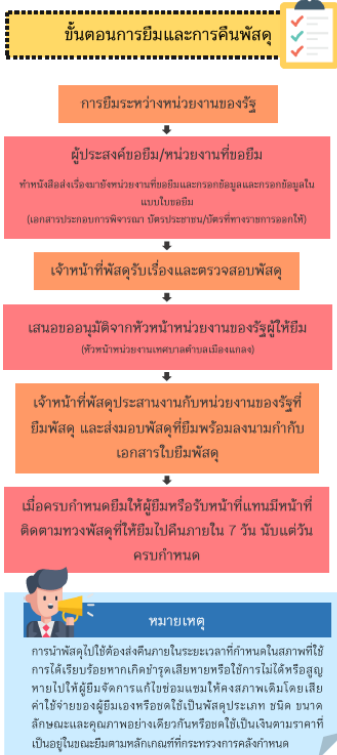 ขั้นตอนการยืมและการคืนพัสดุ
การยืมระหว่างหน่วยงานของรัฐ
ผู้ประสงค์ขอยืม/หน่วยงานที่ขอยืม
ทำหนังสือส่งเรื่องมายังหน่วยงานที่ขอยืมและกรอกข้อมูลและกรอกข้อมูลใน
แบบใบขอยืม
(เอกสารประกอบการพิจารณา บัตรประชาชน/บัตรที่ทางราชการออกให้)
เจ้าหน้าที่พัสดุรับเรื่องและตรวจสอบพัสดุ
เสนอขออนุมัติจากหัวหน้าหน่วยงานของรัฐผู้ให้ยืม
(หัวหน้าหน่วยงานเทศบาลตำบลเมืองแกลง)
เจ้าหน้าที่พัสดุประสานงานกับหน่วยงานของรัฐที่
ยืมพัสดุ และส่งมอบพัสดุที่ยืมพร้อมลงนามกำกับ
เอกสารใบยืมพัสดุ
เมื่อครบกำหนดยืมให้ผู้ยืมหรือรับหน้าที่แทนมีหน้าที่
ติดตามทวงพัสดุที่ให้ยืมไปคืนภายใน 7 วัน นับแต่วัน
ครบกำหนด
หมายเหตุ
การนำพัสดุไปใช้ต้องส่งคืนภายในระยะเวลาที่กำหนดในสภาพที่ใช้
การได้เรียบร้อยหากเกิดชำรุดเสียหายหรือใช้การไม่ได้หรือสูญ
หายไปให้ผู้ยืมจัดการแก้ไขซ่อมแซมให้คงสภาพเดิมโดยเสีย
ค่าใช้จ่ายของผู้ยืมเองหรือชดใช้เป็นพัสดุประเภท ชนิด ขนาด
ลักษณะและคุณภาพอย่างเดียวกันหรือชดใช้เป็นเงินตามราคาที่
เป็นอยู่ในขณะยืมตามหลักเกณฑ์ที่กระทรวงการคลังกำหนด